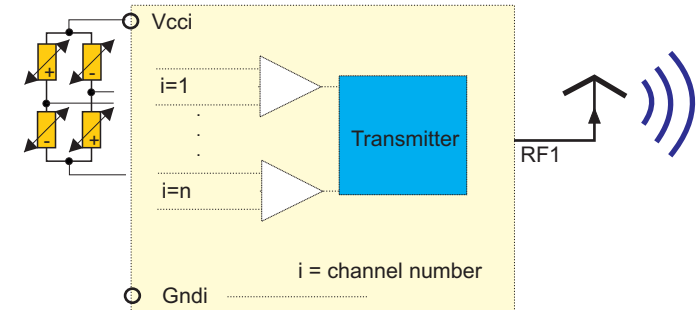 Vcci
+ -
i=1
- +
.
.
.
Transmitter
RF1
i=n
i = channel number
Gndi